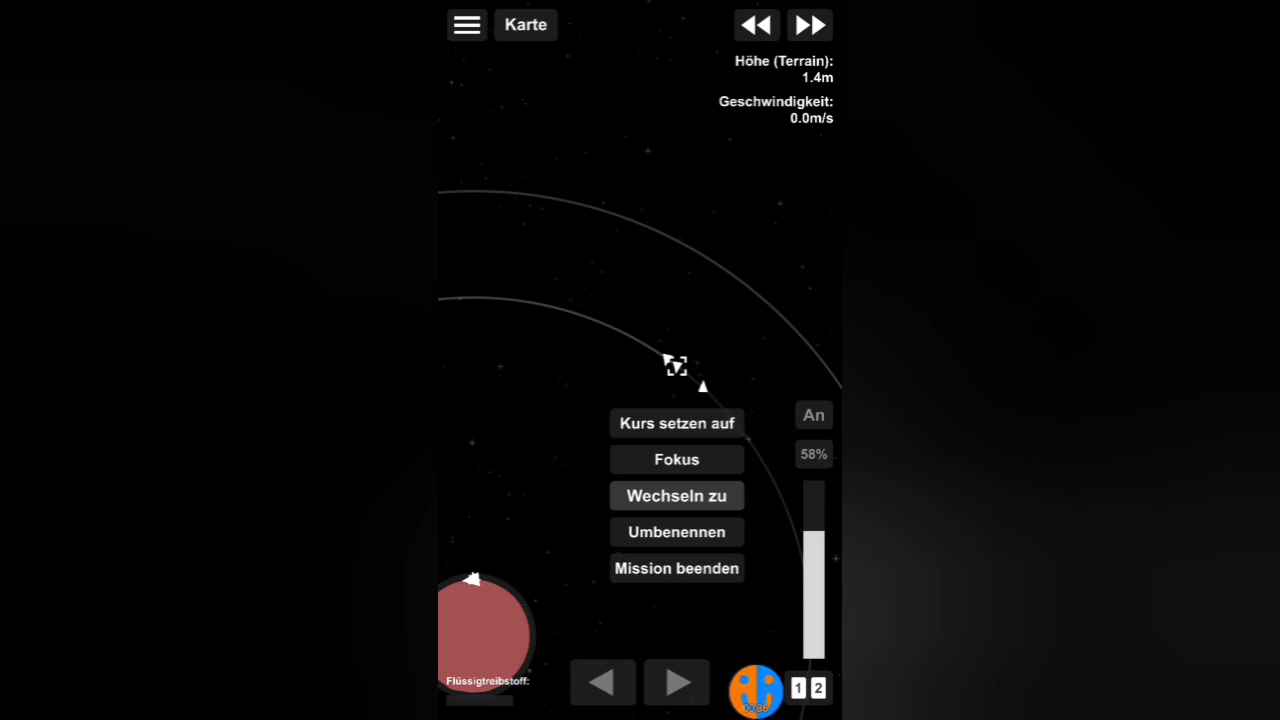 Karte
Höhe (Terrain):
1.4m
Geschwindigkeit:
0.0m/s
Kurs setzen auf
An
Fokus
58%
Wechseln zu
Umbenennen
Mission beenden
Flüssigtreibstoff:
1 2